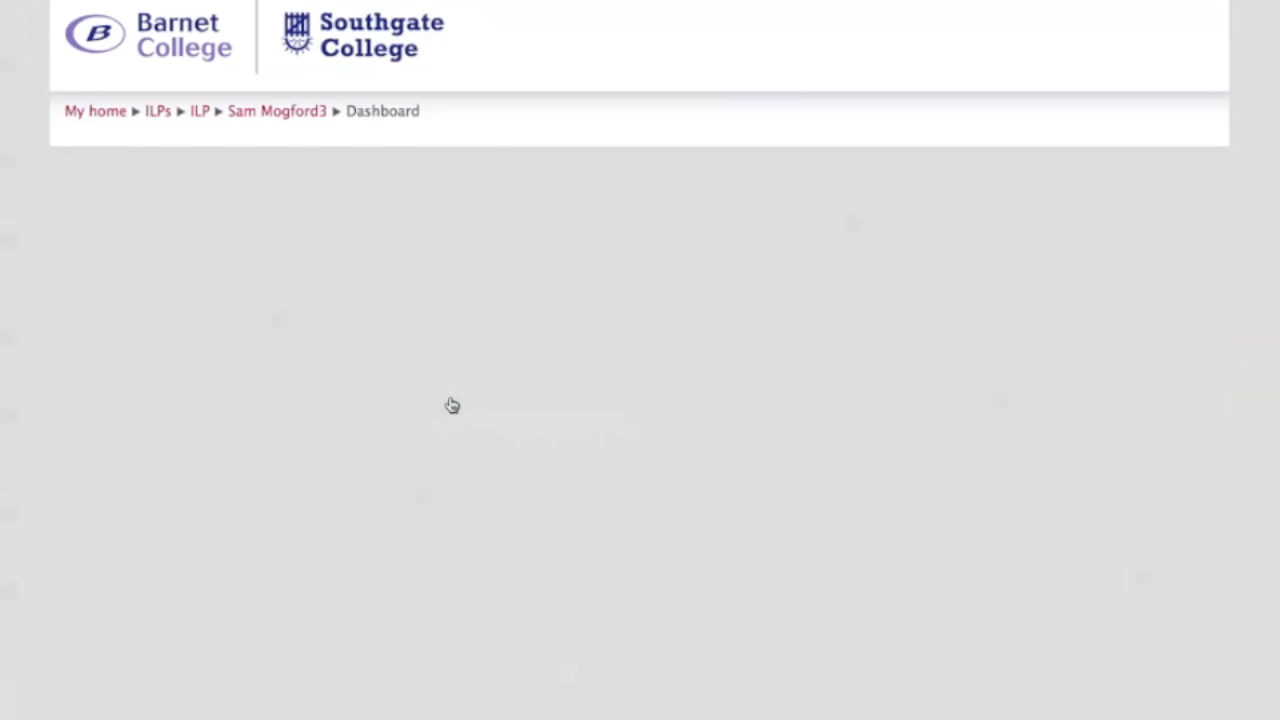 Barnet
College
Southgate
College
My home ► ILPs ► ILP ► Sam Mogford3 ► Dashboard